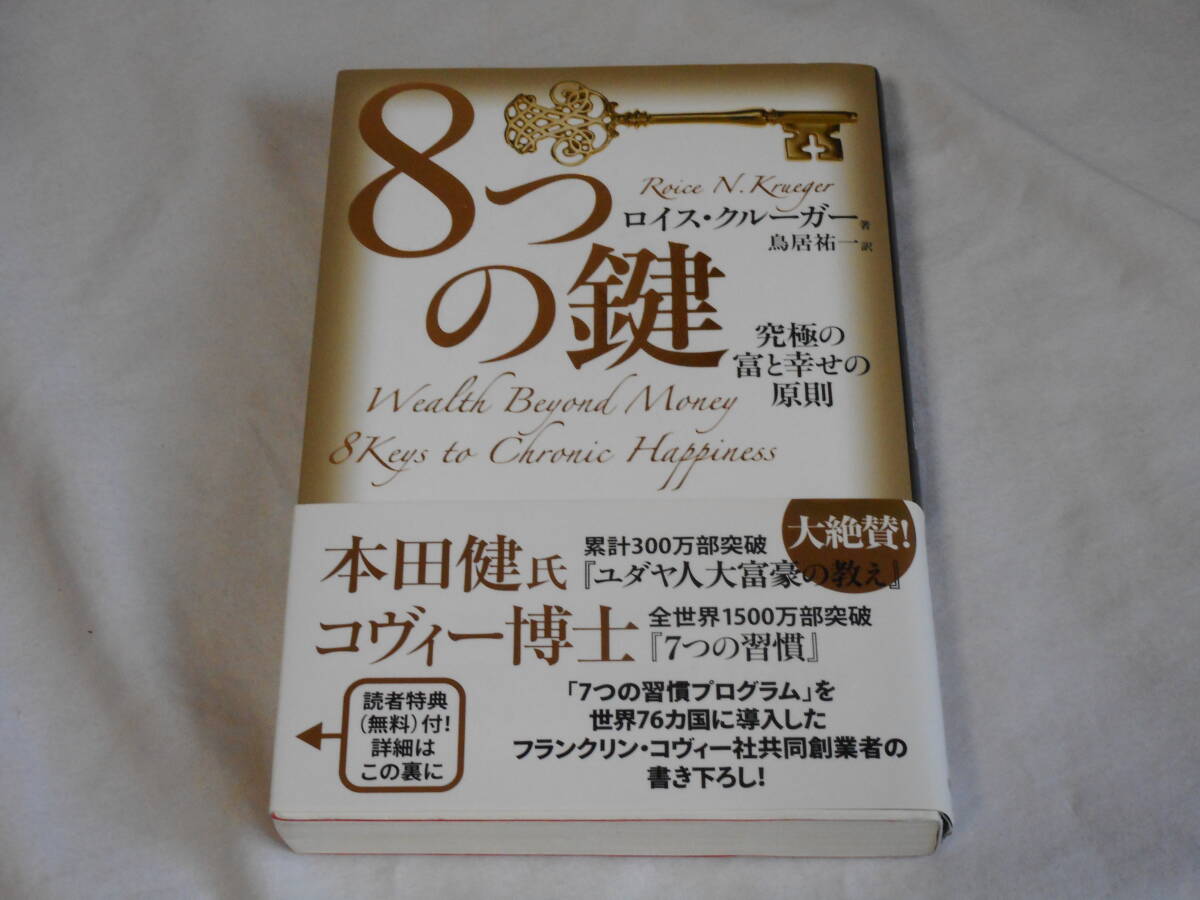 8つ
の鍵
Roice N. Krueger
ロイス・クルーガー 著
鳥居祐一 訳
究極の
富と幸せの
原則
Wealth Beyond Money
8Keys to Chronic Happiness
大絶賛!
本田健氏 累計300万部突破
『ユダヤ人大富豪の教え』
コヴィー博士 全世界1500万部突破
『7つの習慣』
読者特典
(無料)付!
詳細は
この裏に
「7つの習慣プログラム」を
世界76カ国に導入した
フランクリン・コヴィー社共同創業者の
書き下ろし!